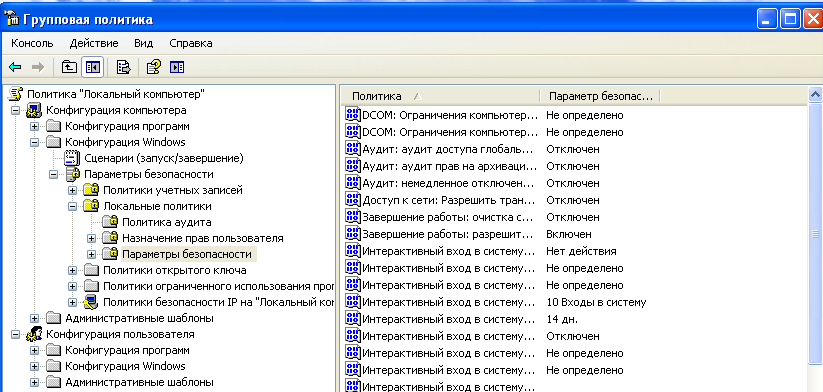 Групповая политика
Консоль Действие Вид Справка
Политика "Локальный компьютер"
Конфигурация компьютера
Конфигурация программ
Конфигурация Windows
Сценарии (запуск/завершение)
Параметры безопасности
Политики учетных записей
Локальные политики
Политика аудита
Назначение прав пользователя
Параметры безопасности
Политики открытого ключа
Политики ограниченного использования прог
Политики безопасности IP на "Локальный ком
Административные шаблоны
Конфигурация пользователя
Конфигурация программ
Конфигурация Windows
Административные шаблоны
Политика Параметр безопас...
DCOM: Ограничения компьютер... Не определено
DCOM: Ограничения компьютер... Не определено
Аудит: аудит доступа глобаль... Отключен
Аудит: аудит прав на архиваци... Отключен
Аудит: немедленное отключен... Отключен
Доступ к сети: Разрешить тран... Отключен
Завершение работы: очистка с... Отключен
Завершение работы: разрешит... Включен
Интерактивный вход в систему... Нет действия
Интерактивный вход в систему... Не определено
Интерактивный вход в систему... Не определено
Интерактивный вход в систему... 10 Входы в систему
Интерактивный вход в систему... 14 дн.
Интерактивный вход в систему... Отключен
Интерактивный вход в систему... Не определено
Интерактивный вход в систему... Не определено
Интерактивный вход в систему...